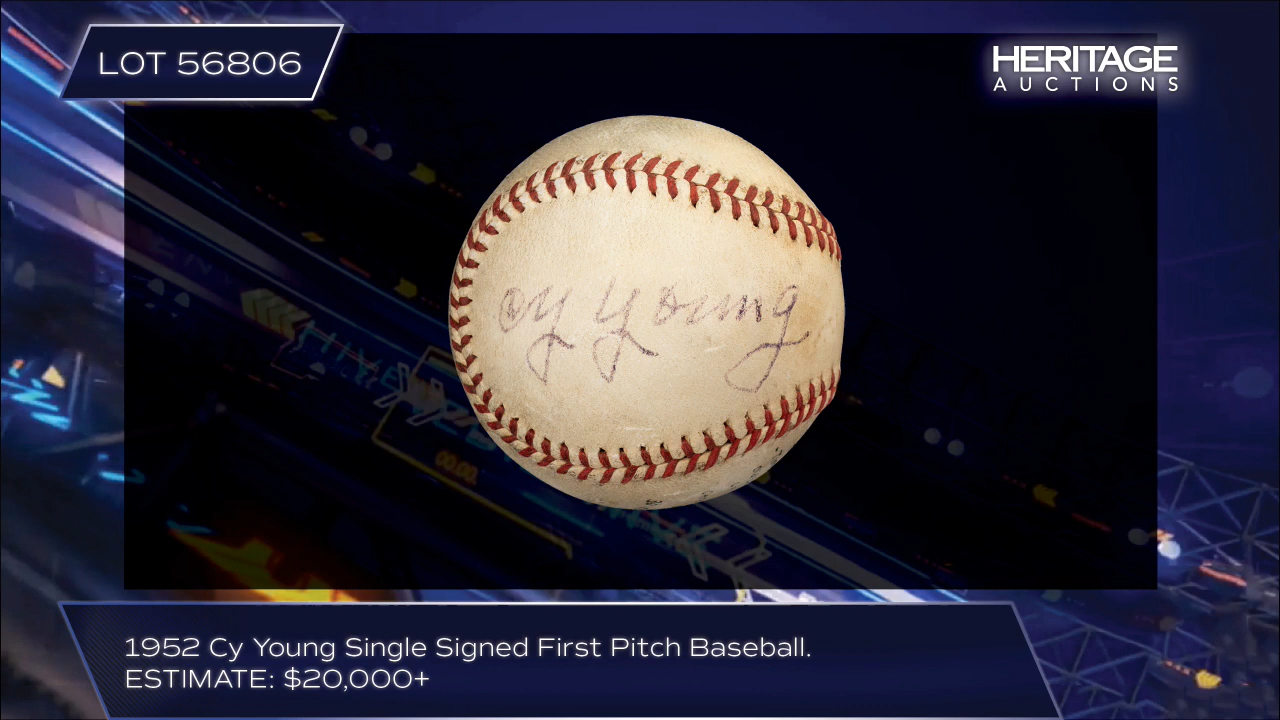 LOT 56806
HERITAGE
AUCTIONS
Cy Young
1952 Cy Young Single Signed First Pitch Baseball.
ESTIMATE: $20,000+